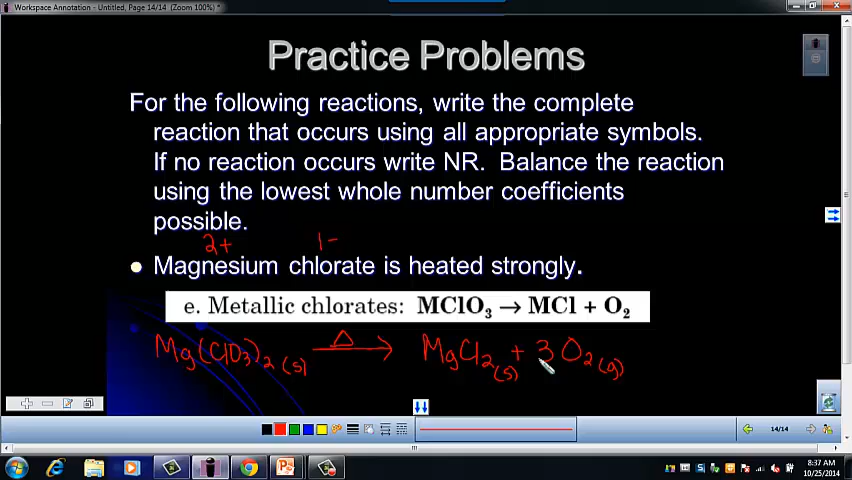 Workspace Annotation - Untitled, Page 14/14 * (Screen Size, 100% Zoom)
Practice Problems
For the following reactions, write the complete
reaction that occurs using all appropriate symbols.
If no reaction occurs write NR. Balance the reaction
using the lowest whole number coefficients
possible.
2+ 1-
Magnesium chlorate is heated strongly.
e. Metallic chlorates: MClO₃ → MCl + O₂
Mg(ClO₃)₂ (s) Δ→ MgCl₂ (s) + 3O₂ (g)
14/14
8:37 AM
10/25/2014